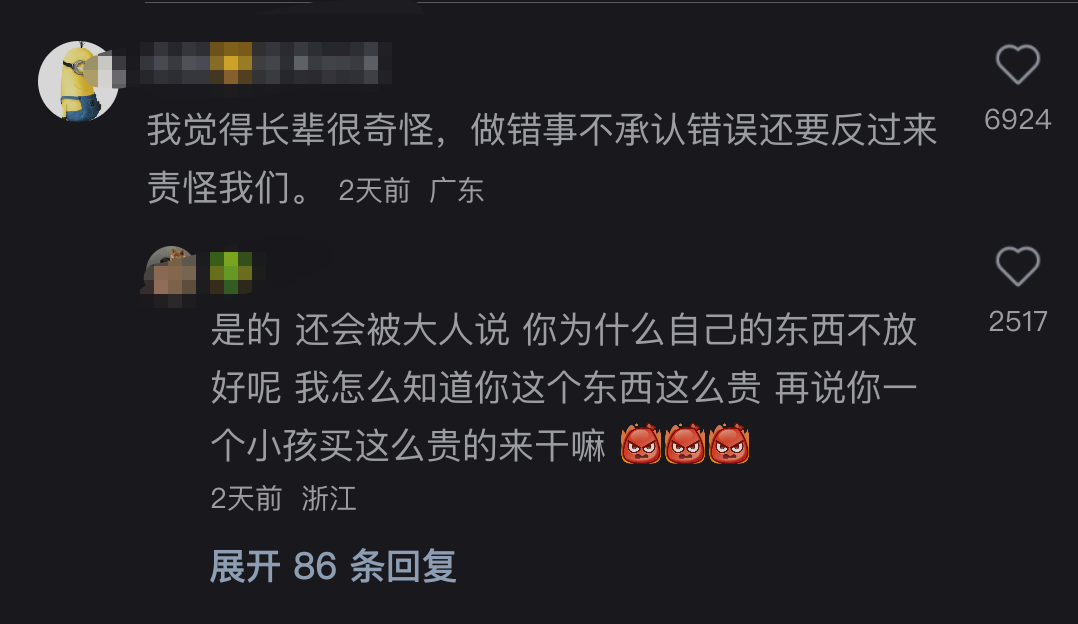 我觉得长辈很奇怪，做错事不承认错误还要反过来
6924
责怪我们。 2天前 广东
是的 还会被大人说 你为什么自己的东西不放
2517
好呢 我怎么知道你这个东西这么贵 再说你一
个小孩买这么贵的来干嘛
2天前 浙江
展开 86 条回复